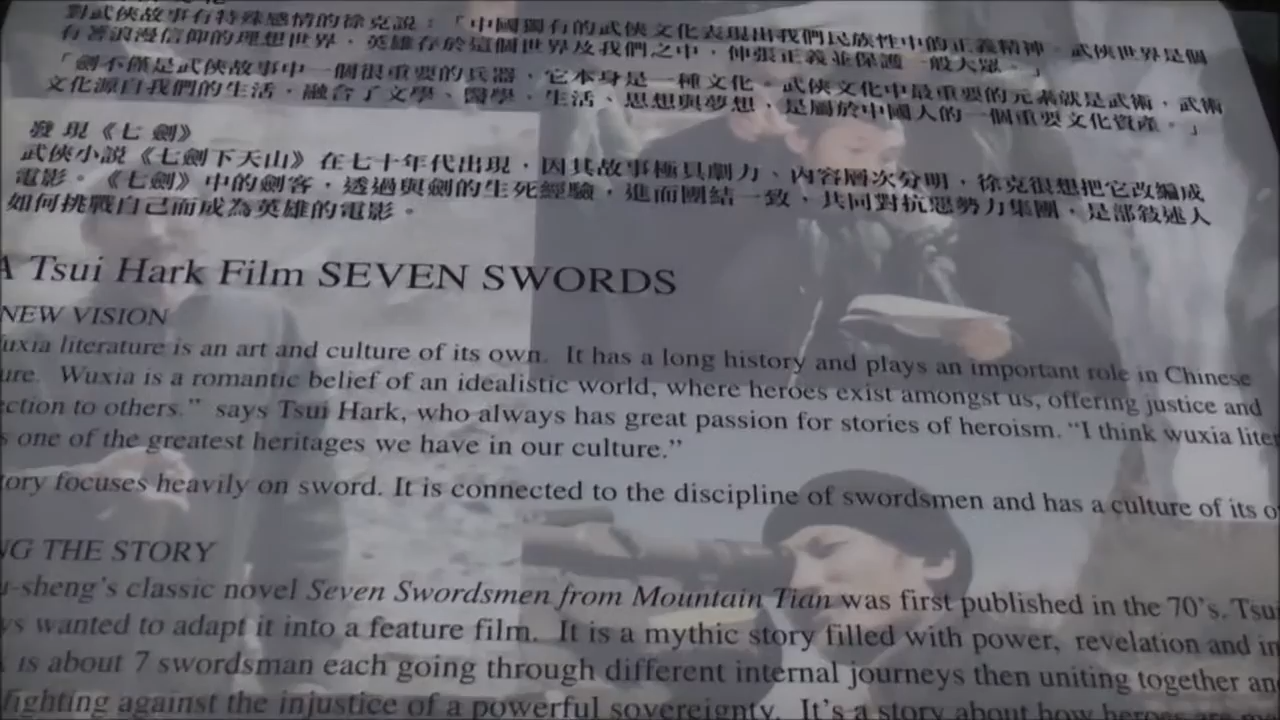 對武俠故事有特殊感情的徐克說：「中國獨有的武俠文化表現出我們民族性中的正義精神。武俠世界是個
有著浪漫信仰的理想世界，英雄存於這個世界及我們之中，伸張正義並保護一般大眾。」
「劍不僅是武俠故事中一個很重要的兵器，它本身是一種文化。武俠文化中最重要的元素就是武術，武術
文化源自我們的生活，融合了文學、醫學、生活、思想與夢想，是屬於中國人的一個重要文化資產。」
發現《七劍》
武俠小說《七劍下天山》在七十年代出現，因其故事極具劇力、內容層次分明，徐克很想把它改編成
電影。《七劍》中的劍客，透過與劍的生死經驗，進而團結一致，共同對抗惡勢力集團，是部敘述人
如何挑戰自己而成為英雄的電影。
A Tsui Hark Film SEVEN SWORDS
NEW VISION
uxia literature is an art and culture of its own. It has a long history and plays an important role in Chinese
ure. Wuxia is a romantic belief of an idealistic world, where heroes exist amongst us, offering justice and
ction to others." says Tsui Hark, who always has great passion for stories of heroism. "I think wuxia liter
s one of the greatest heritages we have in our culture."
ory focuses heavily on sword. It is connected to the discipline of swordsmen and has a culture of its o
NG THE STORY
u-sheng's classic novel Seven Swordsmen from Mountain Tian was first published in the 70's. Tsui
ys wanted to adapt it into a feature film. It is a mythic story filled with power, revelation and in
is about 7 swordsman each going through different internal journeys then uniting together and
fighting against the injustice of a powerful sovereignty. It's a story about how heroes